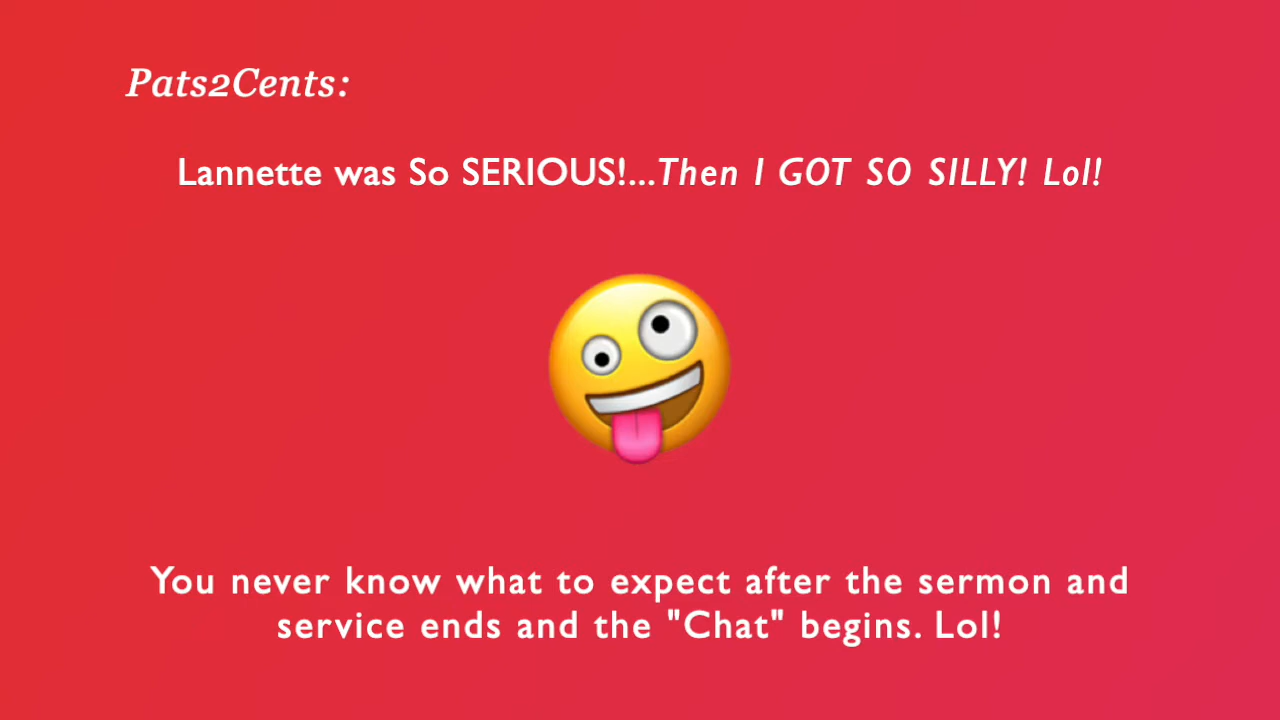 Pats2Cents:
Lannette was So SERIOUS!...Then I GOT SO SILLY! Lol!
You never know what to expect after the sermon and
service ends and the "Chat" begins. Lol!